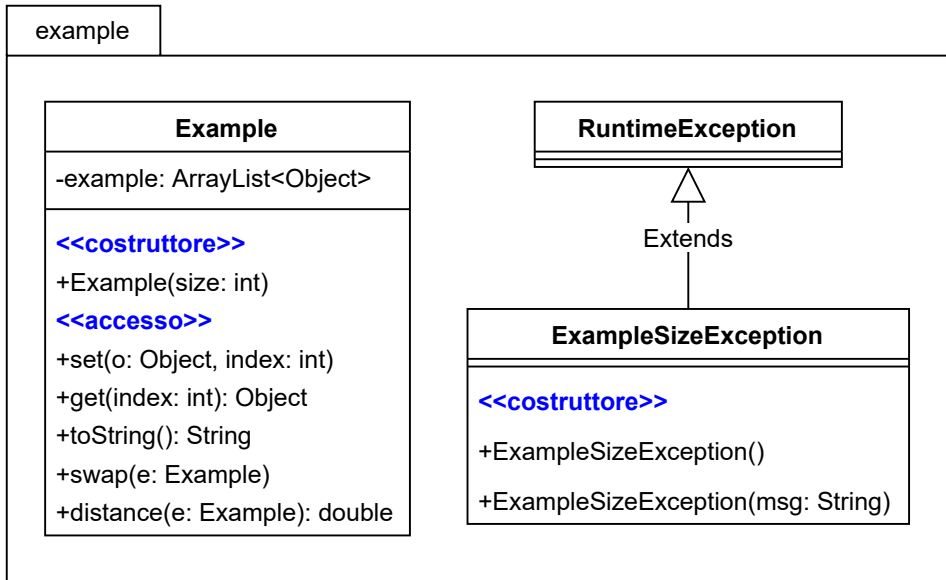 example
Example
-example: ArrayList<Object>
<<costruttore>>
+Example(size: int)
<<accesso>>
+set(o: Object, index: int)
+get(index: int): Object
+toString(): String
+swap(e: Example)
+distance(e: Example): double
RuntimeException
Extends
ExampleSizeException
<<costruttore>>
+ExampleSizeException()
+ExampleSizeException(msg: String)